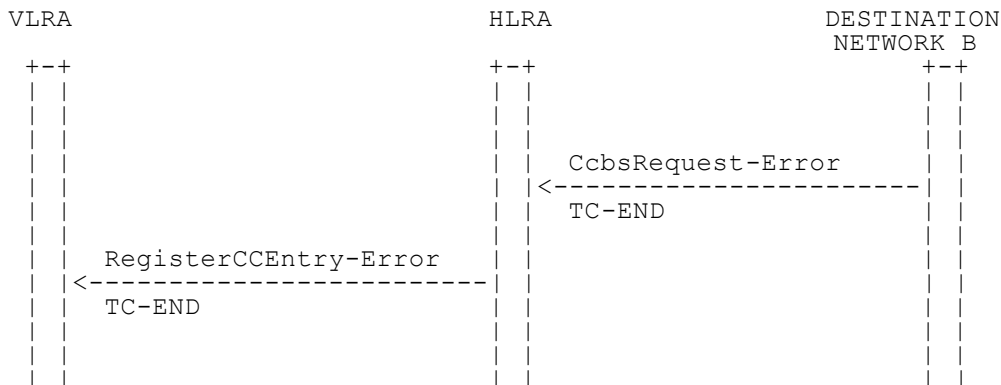 VLRA HLRA DESTINATION
NETWORK B
CcbsRequest-Error
TC-END
RegisterCCEntry-Error
TC-END